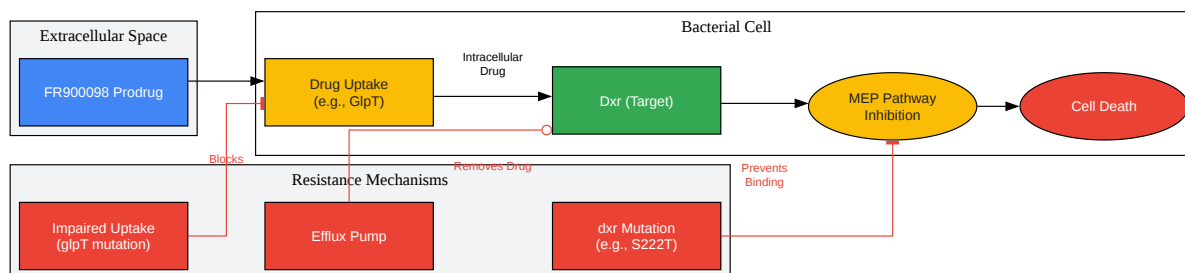 Extracellular Space
FR900098 Prodrug
Bacterial Cell
Drug Uptake
(e.g., GlpT)
Intracellular
Drug
Dxr (Target)
MEP Pathway
Inhibition
Cell Death
Blocks
Removes Drug
Prevents
Binding
Resistance Mechanisms
Impaired Uptake
(glpT mutation)
Efflux Pump
dxr Mutation
(e.g., S222T)